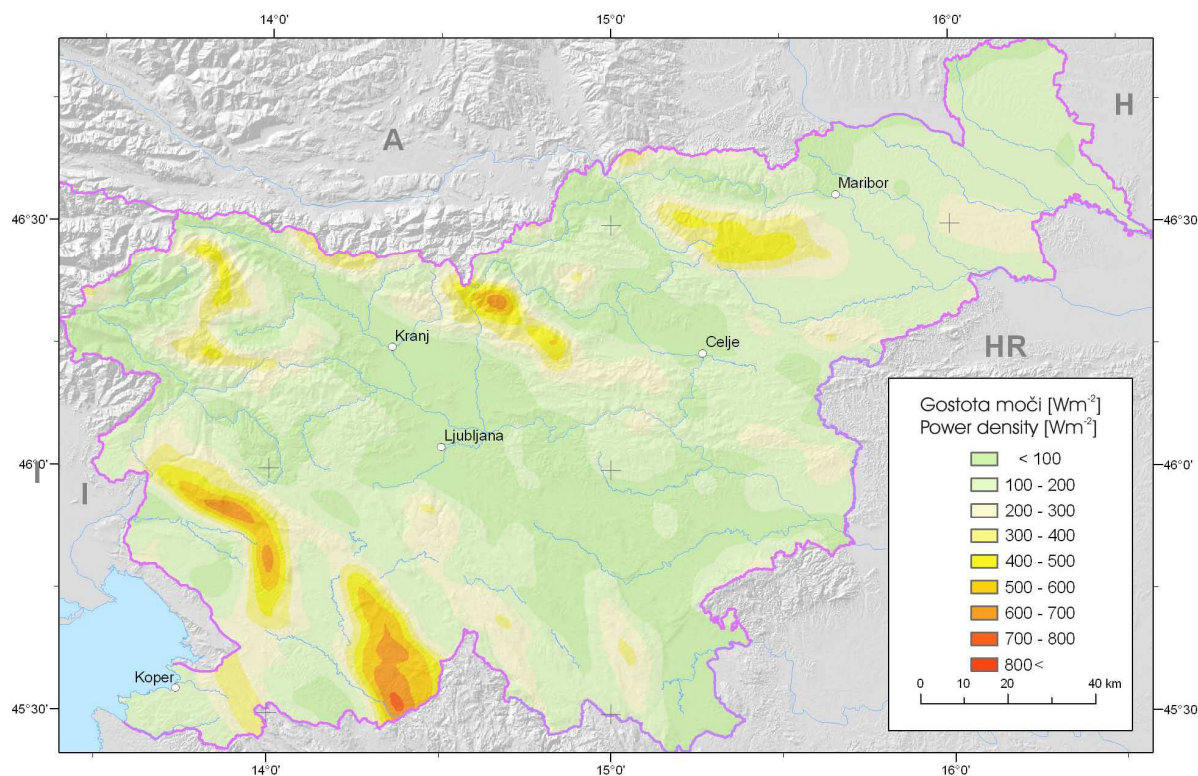 14°0'
15°0'
16°0'
H
A
Maribor
46°30'
46°30'
Kranj
Celje
HR
Gostota moči [Wm-2]
Power density [Wm-2]
< 100
100 - 200
200 - 300
300 - 400
400 - 500
500 - 600
600 - 700
700 - 800
800<
0 10 20 40 km
Ljubljana
46°0'
46°0'
I
I
Koper
45°30'
45°30'
14°0'
15°0'
16°0'